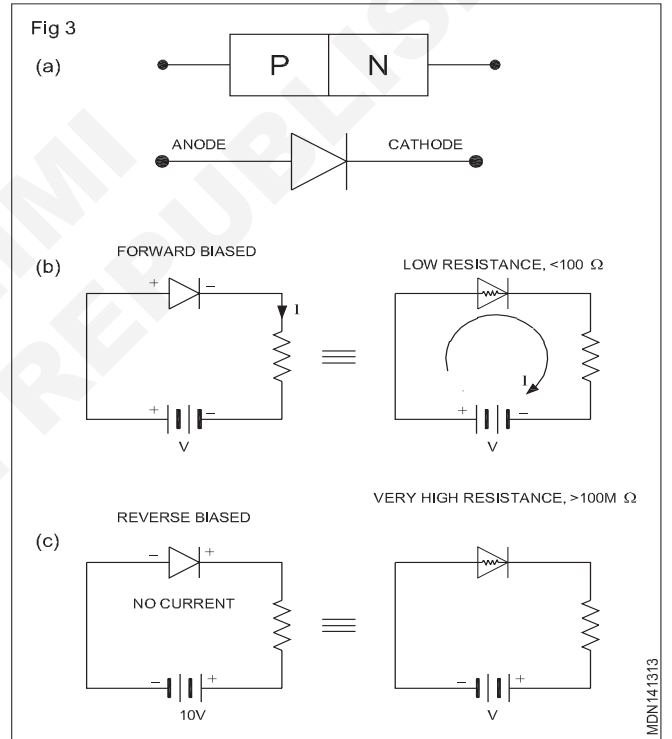 Fig 3
(a)
P N
ANODE CATHODE
FORWARD BIASED
(b)
LOW RESISTANCE, <100 Ω
+ −
I
I
+ −
V
+ −
V
VERY HIGH RESISTANCE, >100M Ω
REVERSE BIASED
(c)
− +
NO CURRENT
− +
10V
− +
V
MDN141313